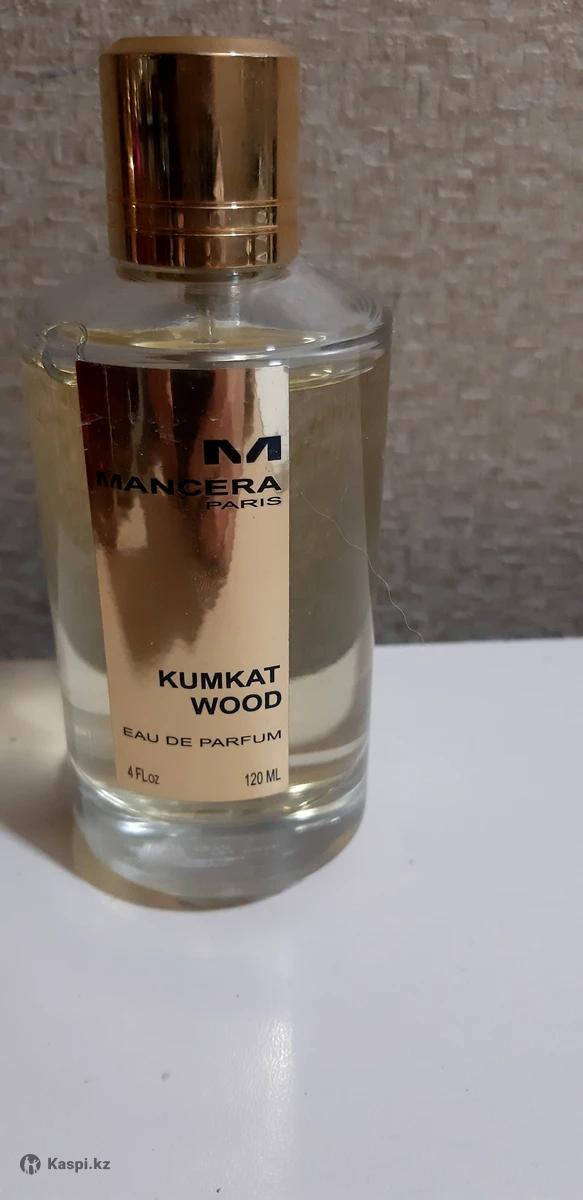 M
MANCERA
PARIS
KUMKAT
WOOD
EAU DE PARFUM
4 FLOZ 120 ML
Kaspi.kz